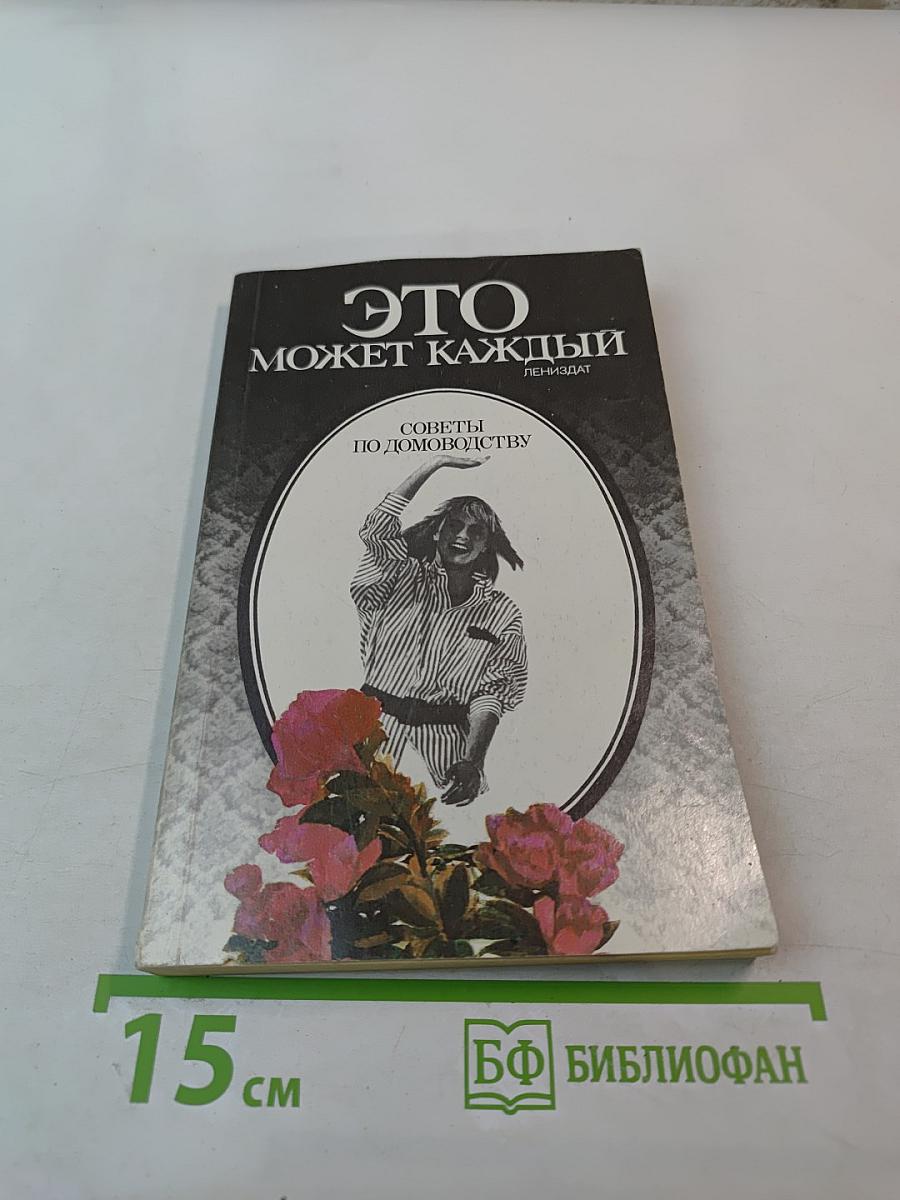 ЭТО
МОЖЕТ КАЖДЫЙ
ЛЕНИЗДАТ
СОВЕТЫ
ПО ДОМОВОДСТВУ
15 см
БФ БИБЛИОФАН